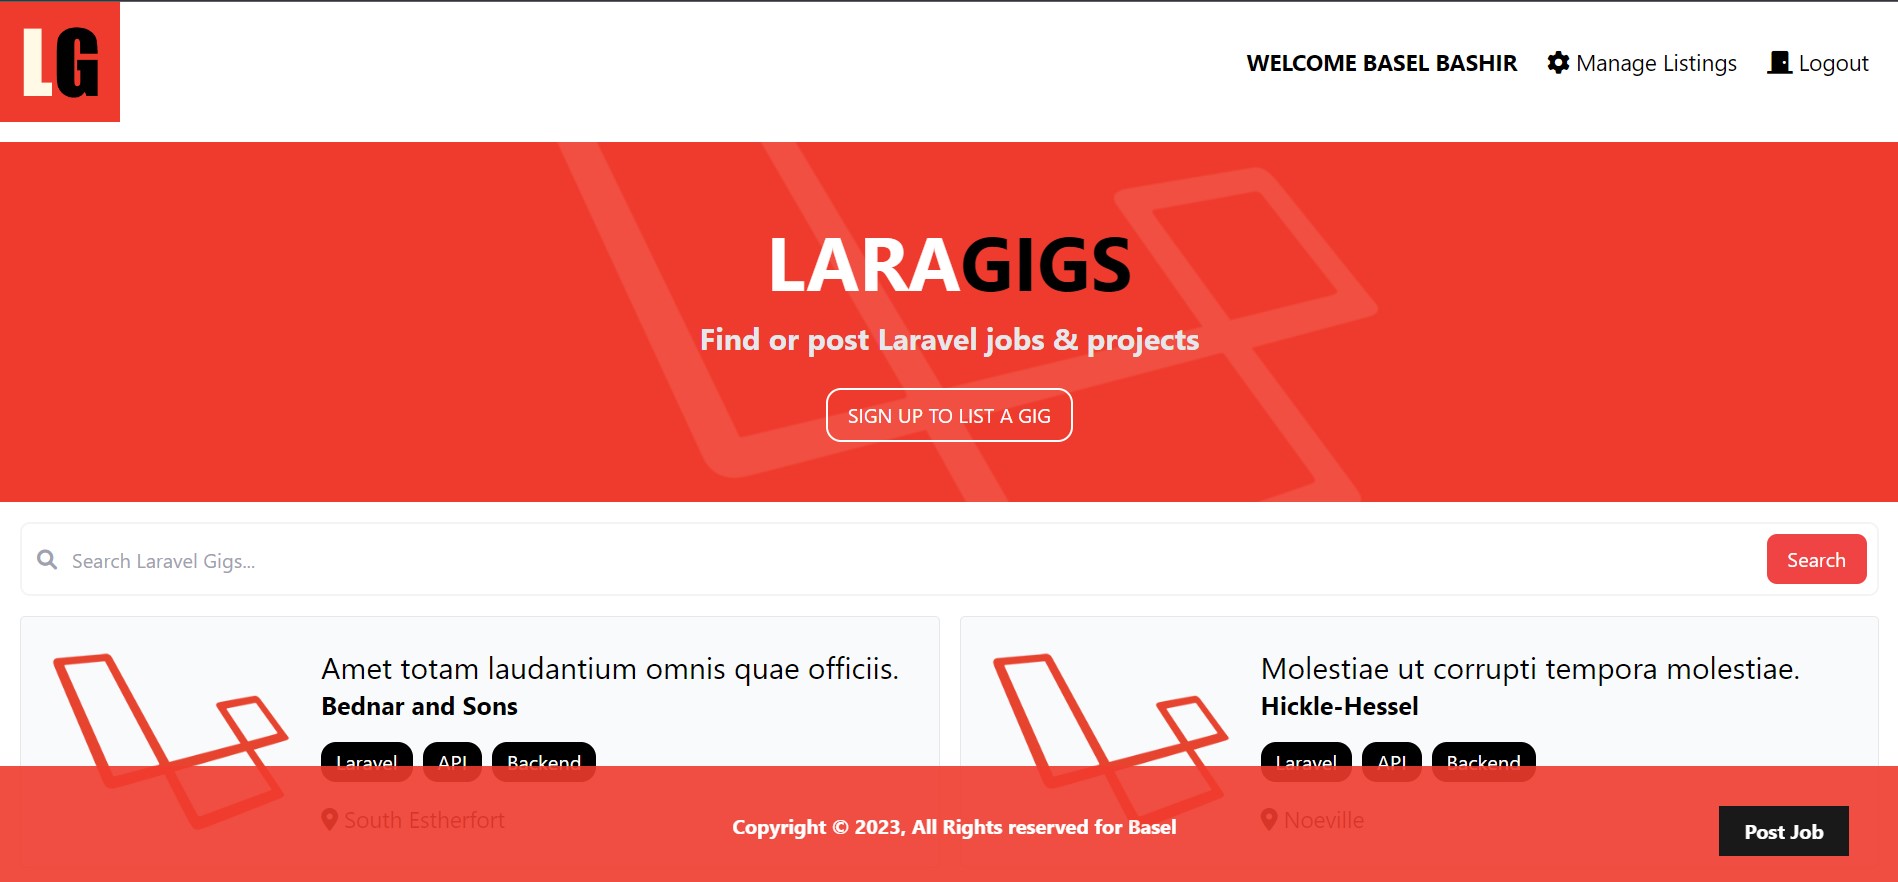 LG
WELCOME BASEL BASHIR Manage Listings Logout
LARAGIGS
Find or post Laravel jobs & projects
SIGN UP TO LIST A GIG
Search Laravel Gigs...
Search
Amet totam laudantium omnis quae officiis.
Bednar and Sons
Laravel API Backend
South Estherfort
Molestiae ut corrupti tempora molestiae.
Hickle-Hessel
Laravel API Backend
Noeville
Copyright © 2023, All Rights reserved for Basel
Post Job